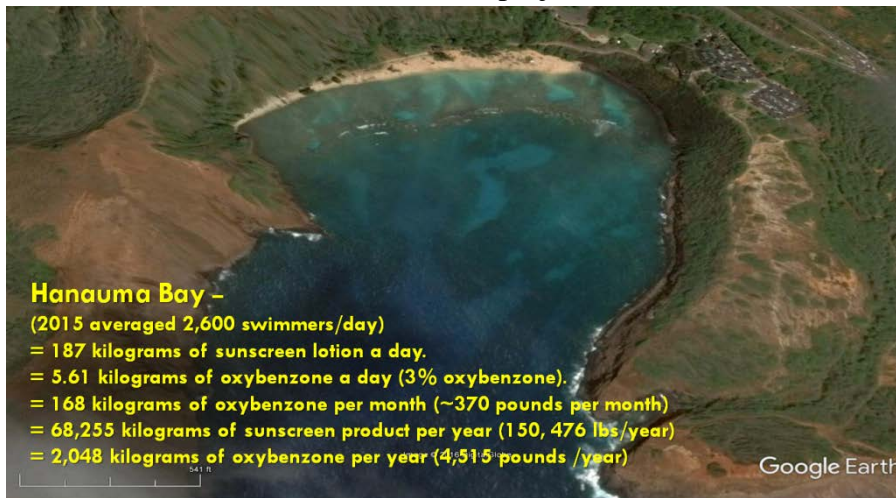 Hanauma Bay –
(2015 averaged 2,600 swimmers/day)
= 187 kilograms of sunscreen lotion a day.
= 5.61 kilograms of oxybenzone a day (3% oxybenzone).
= 168 kilograms of oxybenzone per month (~370 pounds per month)
= 68,255 kilograms of sunscreen product per year (150, 476 lbs/year)
= 2,048 kilograms of oxybenzone per year (4,515 pounds /year)
541 ft
Google Earth